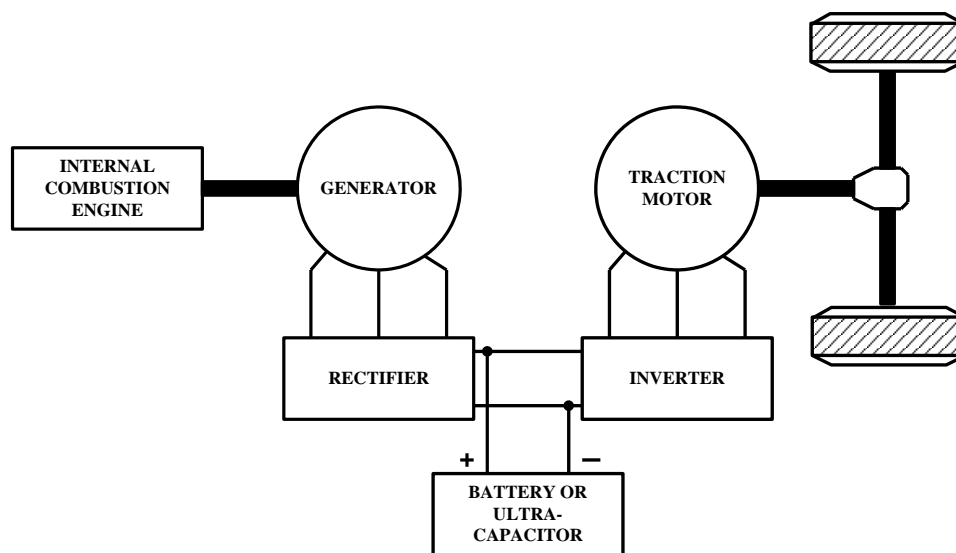 INTERNAL
COMBUSTION
ENGINE
GENERATOR
TRACTION
MOTOR
RECTIFIER
INVERTER
+ −
BATTERY OR
ULTRA-
CAPACITOR